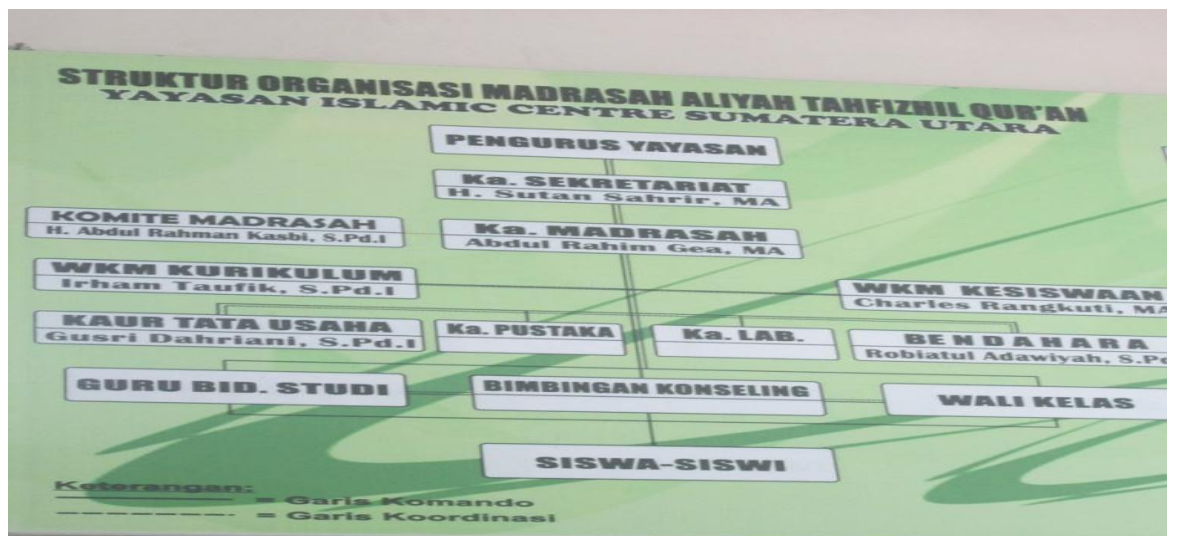 STRUKTUR ORGANISASI MADRASAH ALIYAH TAHFIZHIL QUR'AN
YAYASAN ISLAMIC CENTRE SUMATERA UTARA
PENGURUS YAYASAN
Ka. SEKRETARIAT
H. Sutan Sahrir, MA
KOMITE MADRASAH
H. Abdul Rahman Kasbi, S.Pd.I
Ka. MADRASAH
Abdul Rahim Gea, MA
WKM KURIKULUM
Irham Taufik, S.Pd.I
WKM KESISWAAN
Charles Rangkuti, MA
KAUR TATA USAHA
Gusri Dahriani, S.Pd.I
Ka. PUSTAKA
Ka. LAB.
BENDAHARA
Robiatul Adawiyah, S.Pd
GURU BID. STUDI
BIMBINGAN KONSELING
WALI KELAS
SISWA-SISWI
Keterangan:
= Garis Komando
= Garis Koordinasi